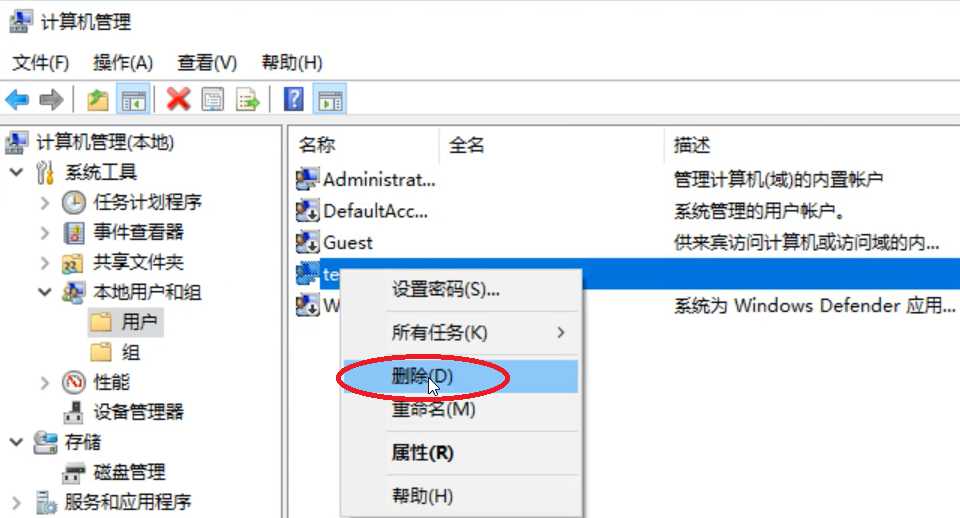 计算机管理
文件(F) 操作(A) 查看(V) 帮助(H)
计算机管理(本地)
系统工具
任务计划程序
事件查看器
共享文件夹
本地用户和组
用户
组
性能
设备管理器
存储
磁盘管理
服务和应用程序
名称 全名 描述
Administrat... 管理计算机(域)的内置帐户
DefaultAcc... 系统管理的用户帐户。
Guest 供来宾访问计算机或访问域的内...
te
W 系统为 Windows Defender 应用...
设置密码(S)...
所有任务(K)
删除(D)
重命名(M)
属性(R)
帮助(H)